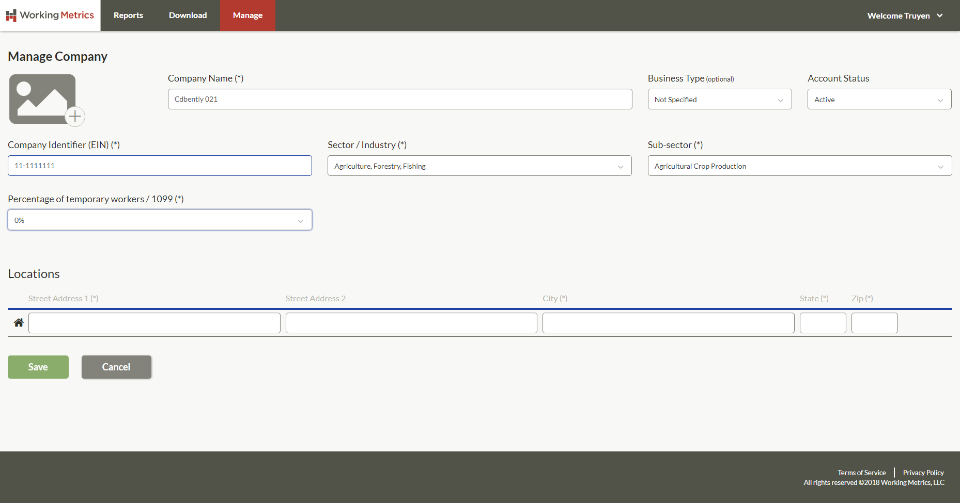 Working Metrics
Reports Download Manage Welcome Truyen
Manage Company
Company Name (*) Business Type (optional) Account Status
Cdbently 021 Not Specified Active
Company Identifier (EIN) (*) Sector / Industry (*) Sub-sector (*)
11-1111111 Agriculture, Forestry, Fishing Agricultural Crop Production
Percentage of temporary workers / 1099 (*)
0%
Locations
Street Address 1 (*) Street Address 2 City (*) State (*) Zip (*)
Save Cancel
Terms of Service Privacy Policy
All rights reserved ©2018 Working Metrics, LLC